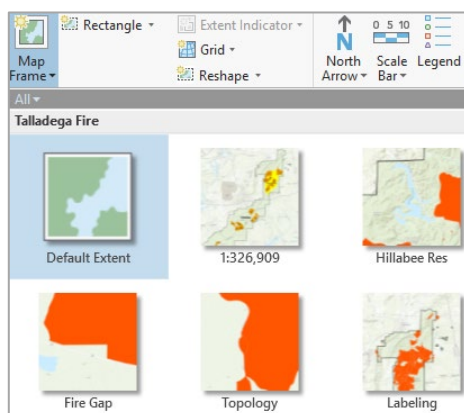 Rectangle
Extent Indicator
0 5 10
Grid
N
Map
Frame
Reshape
North
Arrow
Scale
Bar
Legend
All
Talladega Fire
Default Extent
1:326,909
Hillabee Res
Fire Gap
Topology
Labeling